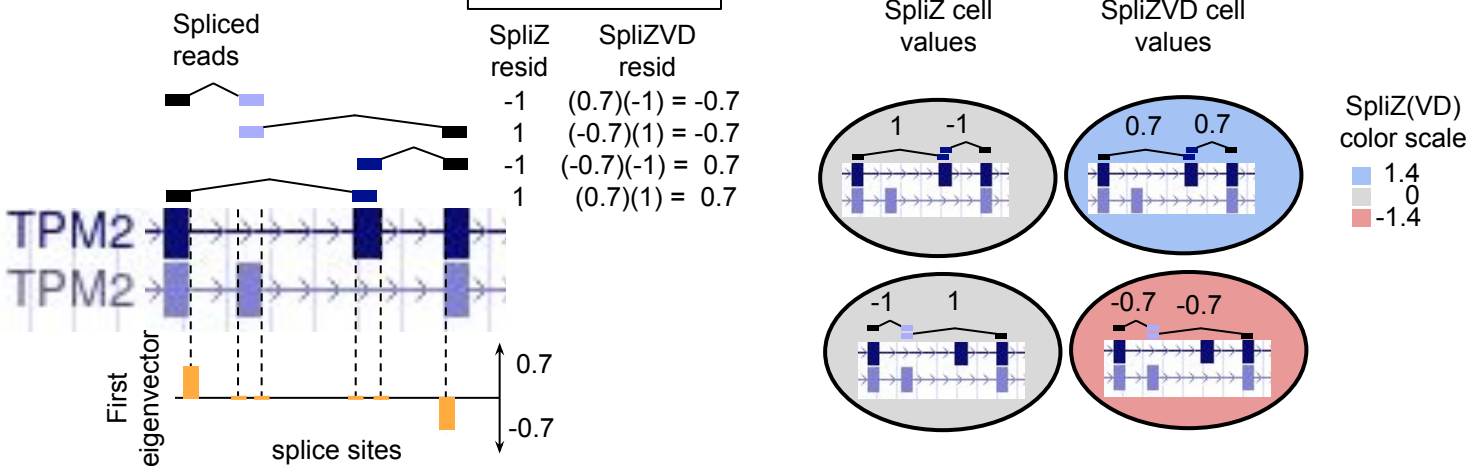 Spliced
reads
SpliZ
resid
SpliZVD
resid
-1 (0.7)(-1) = -0.7
1 (-0.7)(1) = -0.7
-1 (-0.7)(-1) = 0.7
1 (0.7)(1) = 0.7
TPM2
TPM2
First
eigenvector
0.7
-0.7
splice sites
SpliZ cell
values
SpliZVD cell
values
1 -1
0.7 0.7
-1 1
-0.7 -0.7
SpliZ(VD)
color scale
1.4
0
-1.4